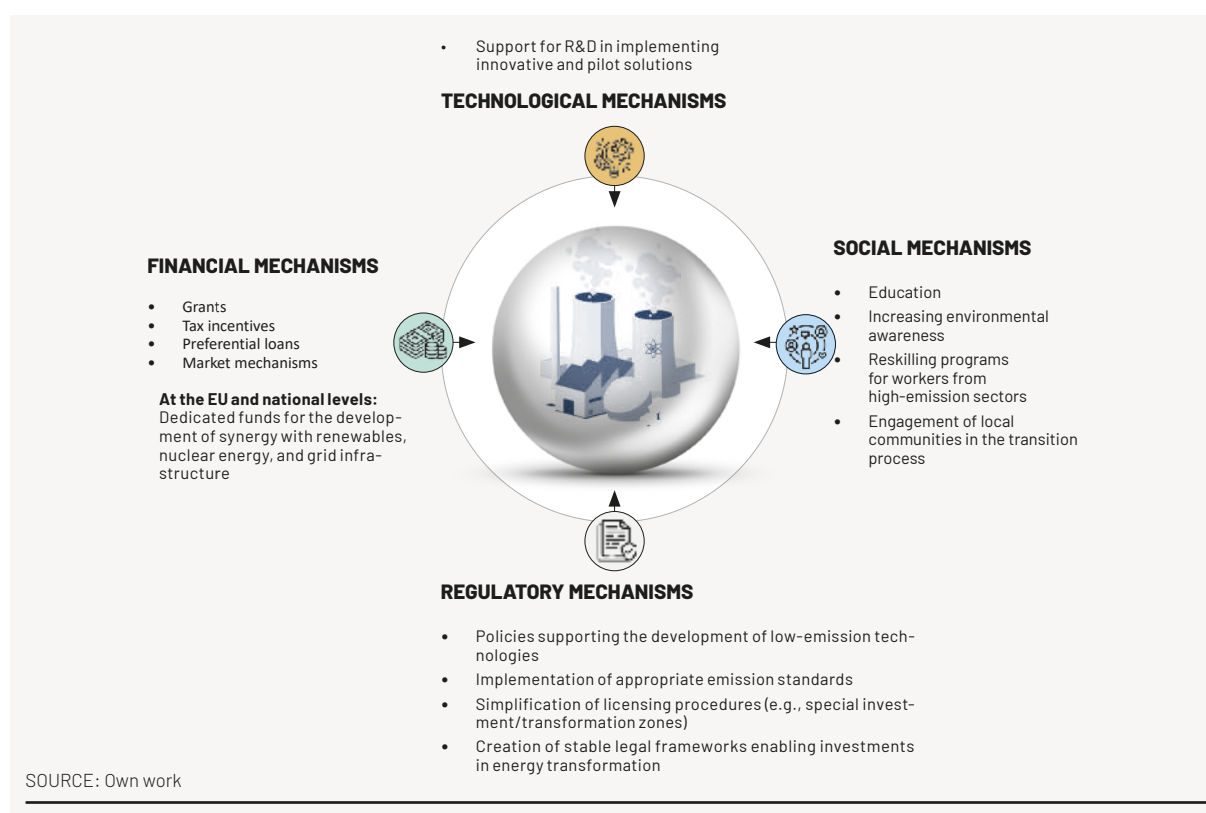 • Support for R&D in implementing
innovative and pilot solutions
TECHNOLOGICAL MECHANISMS
FINANCIAL MECHANISMS
• Grants
• Tax incentives
• Preferential loans
• Market mechanisms
At the EU and national levels:
Dedicated funds for the develop-
ment of synergy with renewables,
nuclear energy, and grid infra-
structure
SOCIAL MECHANISMS
• Education
• Increasing environmental
awareness
• Reskilling programs
for workers from
high-emission sectors
• Engagement of local
communities in the transition
process
REGULATORY MECHANISMS
• Policies supporting the development of low-emission tech-
nologies
• Implementation of appropriate emission standards
• Simplification of licensing procedures (e.g., special invest-
ment/transformation zones)
• Creation of stable legal frameworks enabling investments
in energy transformation
SOURCE: Own work